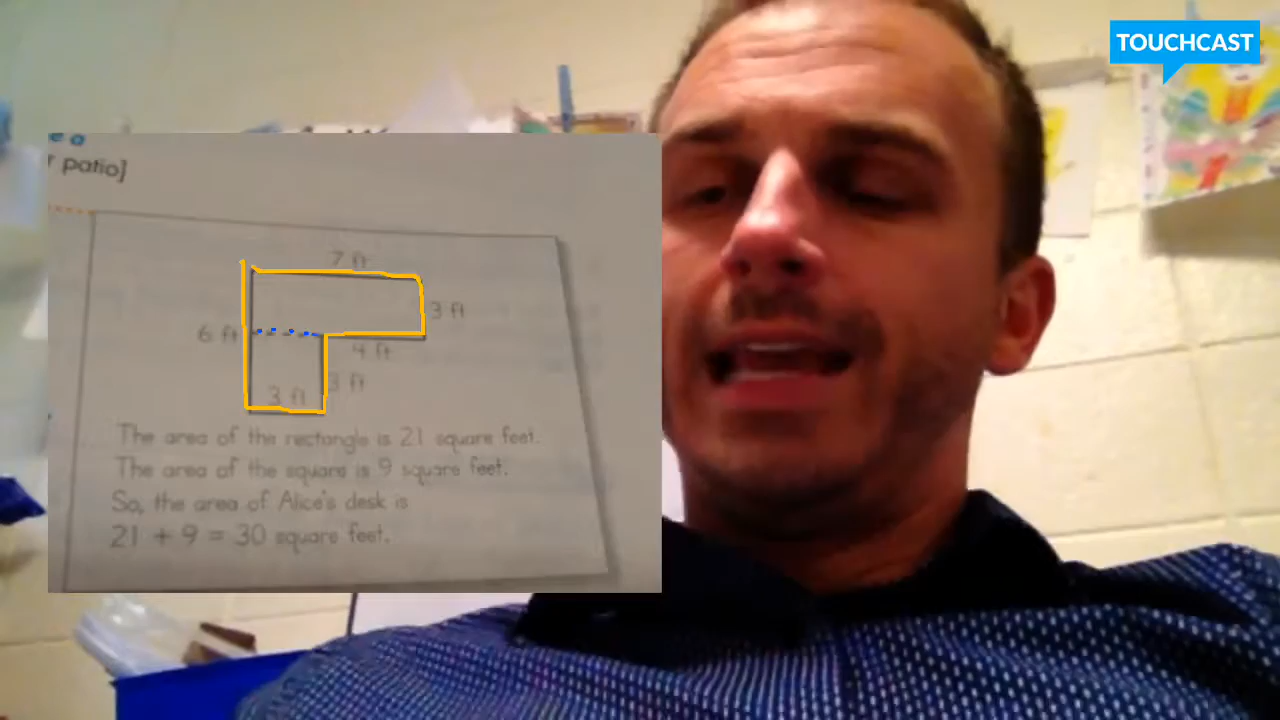 TOUCHCAST
patio]
7 ft
3 ft
6 ft
4 ft
3 ft
3 ft
The area of the rectangle is 21 square feet.
The area of the square is 9 square feet.
So, the area of Alice's desk is
21 + 9 = 30 square feet.